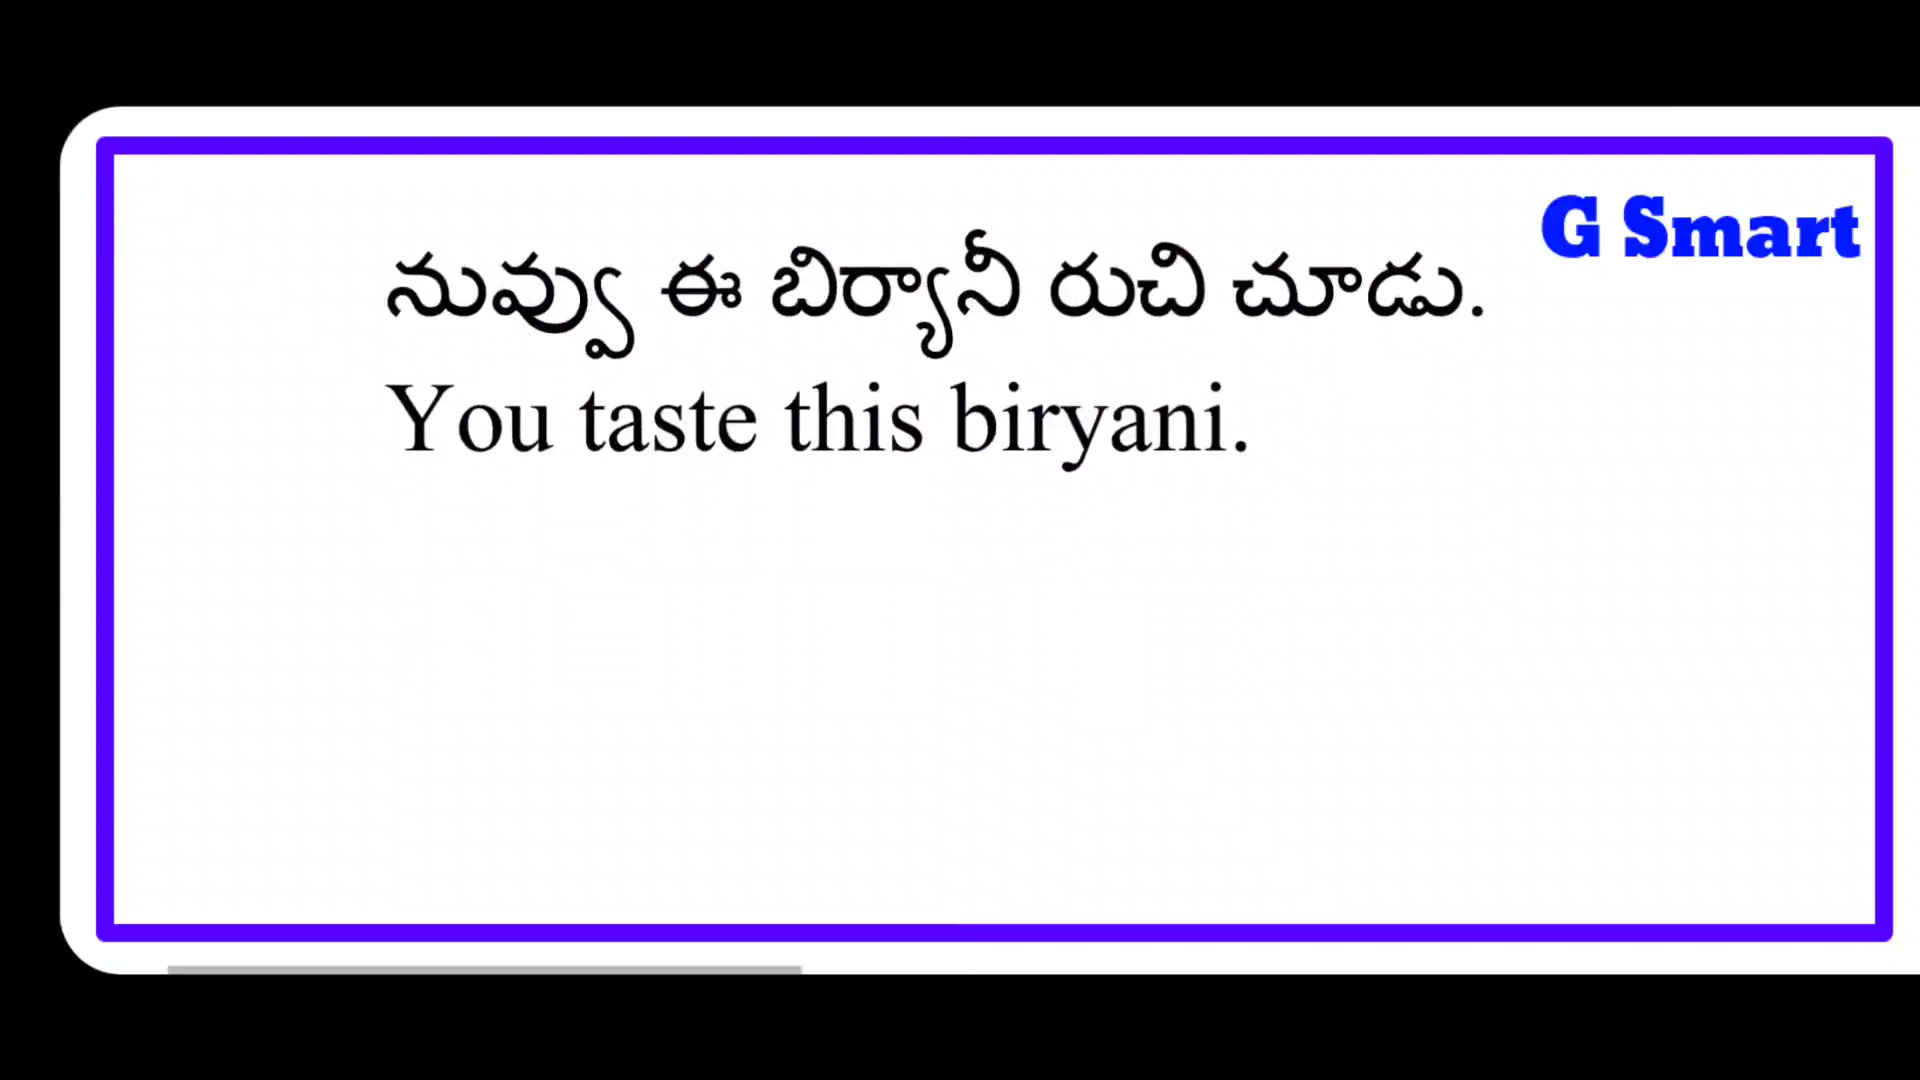 G Smart
నువ్వు ఈ బిర్యానీ రుచి చూడు.
You taste this biryani.